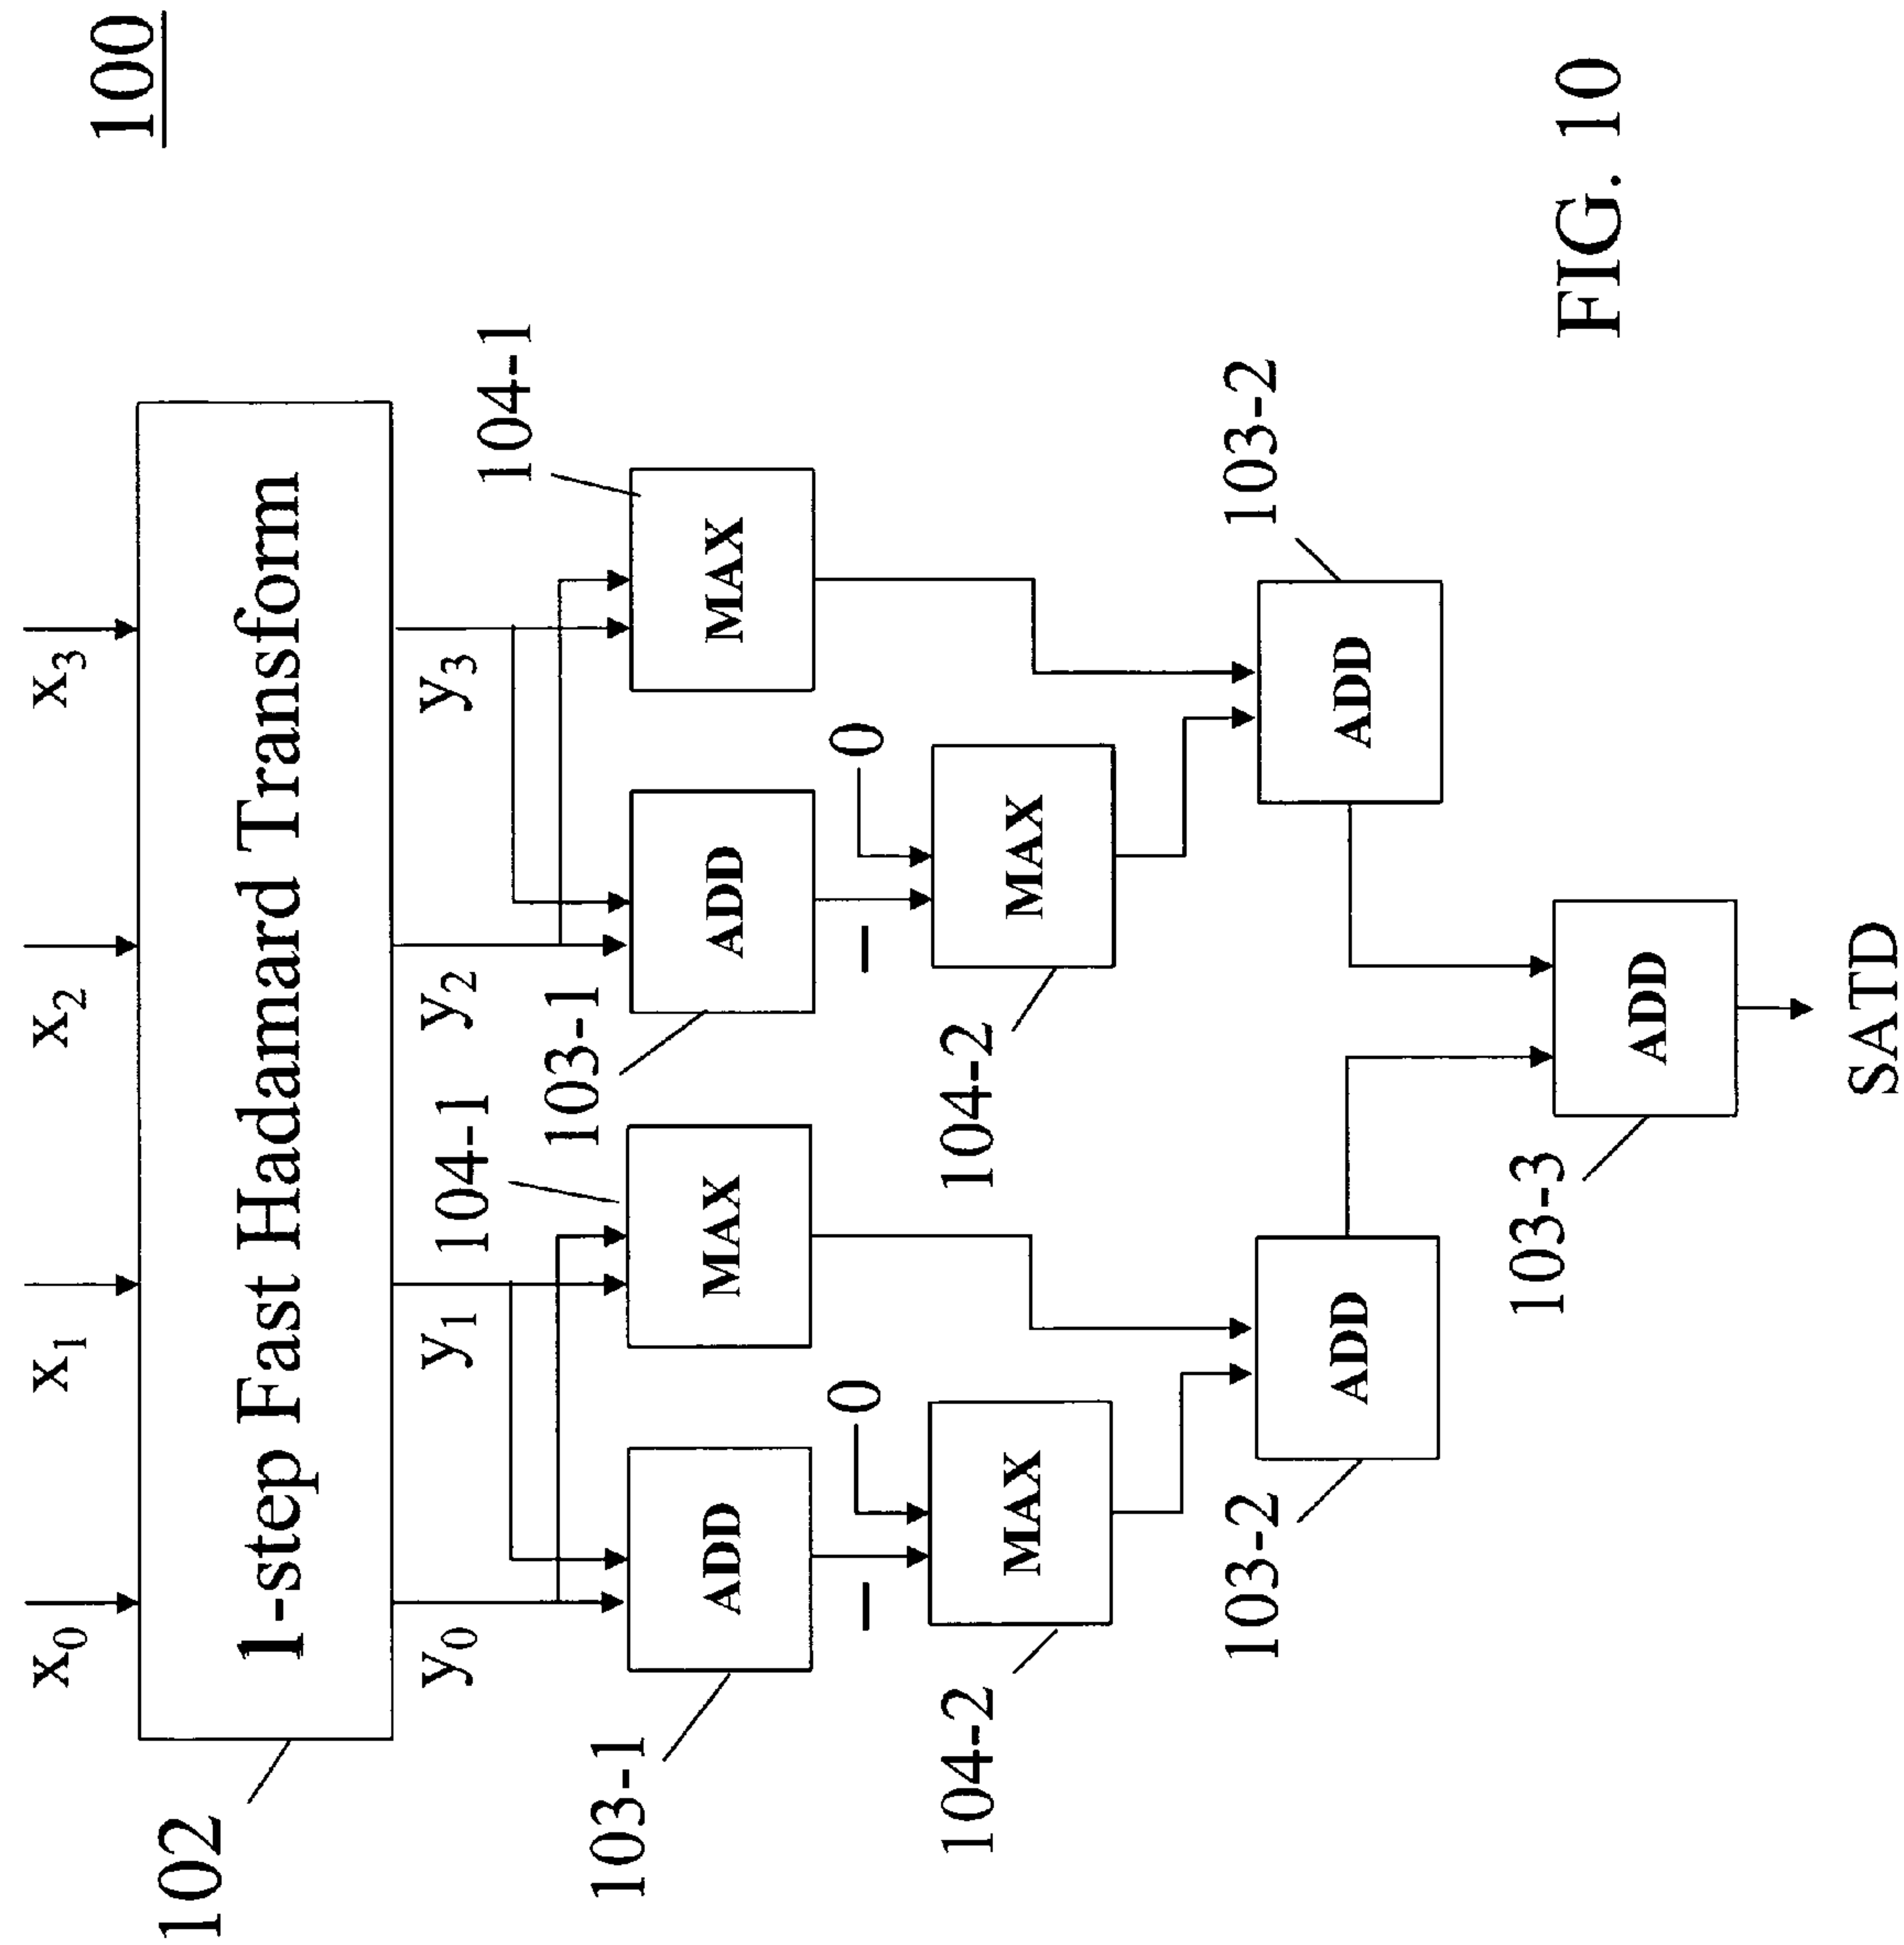 100
x0 x1 x2 x3
102
1-step Fast Hadamard Transform
y0 y1 y2 y3
103-1 104-1 103-1 104-1
ADD MAX ADD MAX
0 0
– –
104-2 104-2
MAX MAX
103-2 103-2
ADD ADD
103-3
ADD
SATD
FIG. 10